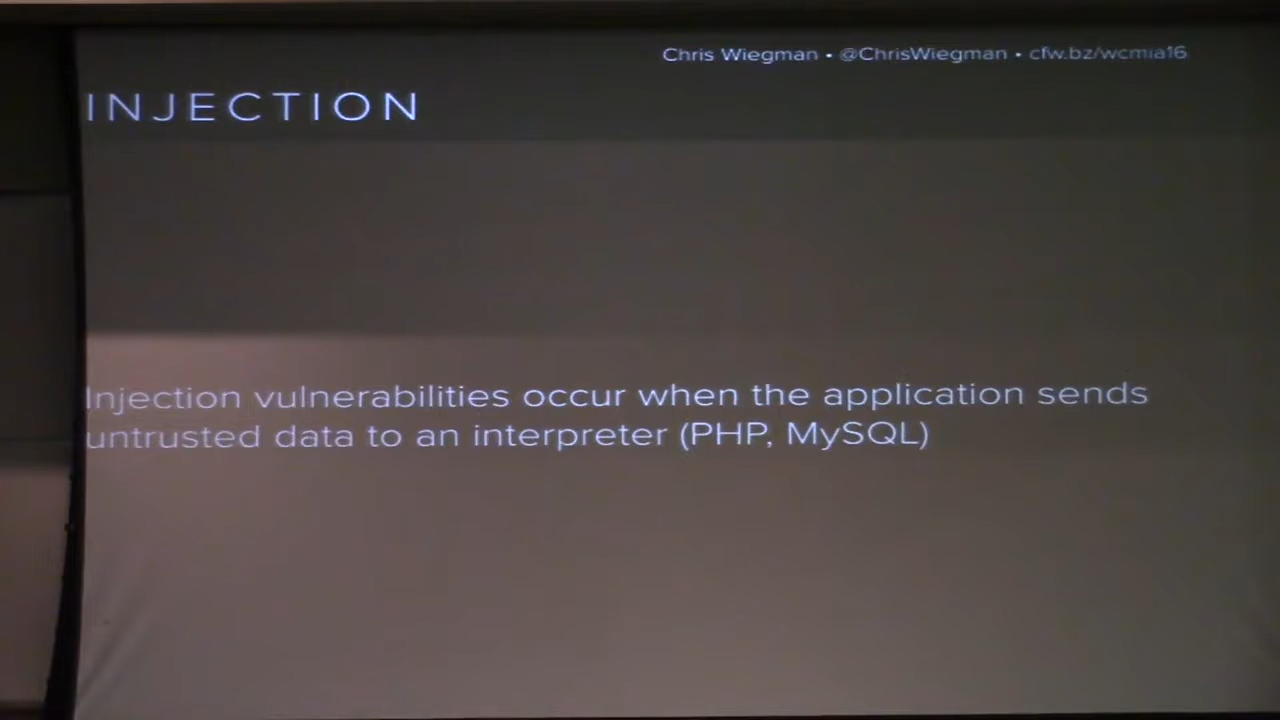 Chris Wiegman • @ChrisWiegman • cfw.bz/wcmia16
INJECTION
Injection vulnerabilities occur when the application sends
untrusted data to an interpreter (PHP, MySQL)